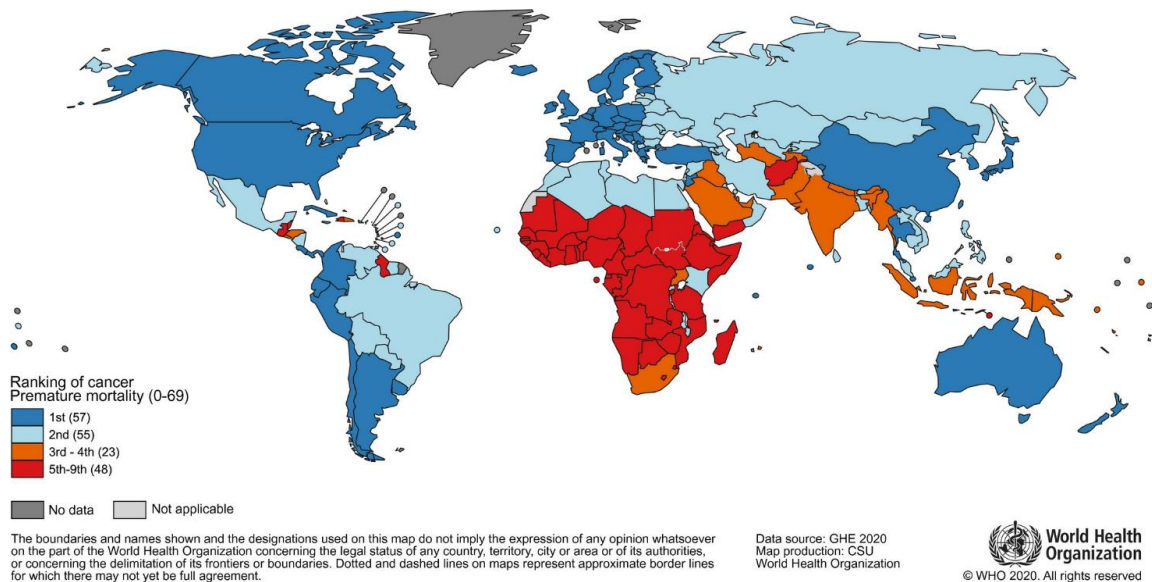 Ranking of cancer
Premature mortality (0-69)
1st (57)
2nd (55)
3rd - 4th (23)
5th-9th (48)
No data
Not applicable
The boundaries and names shown and the designations used on this map do not imply the expression of any opinion whatsoever
on the part of the World Health Organization concerning the legal status of any country, territory, city or area or of its authorities,
or concerning the delimitation of its frontiers or boundaries. Dotted and dashed lines on maps represent approximate border lines
for which there may not yet be full agreement.
Data source: GHE 2020
Map production: CSU
World Health Organization
World Health
Organization
© WHO 2020. All rights reserved